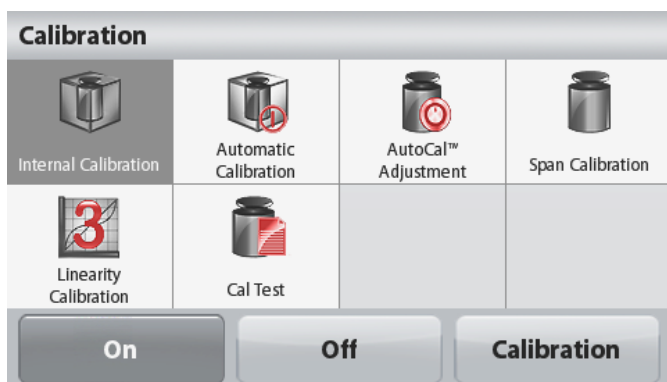 Calibration
Internal Calibration
Automatic
Calibration
AutoCal™
Adjustment
Span Calibration
3
Linearity
Calibration
Cal Test
On
Off
Calibration